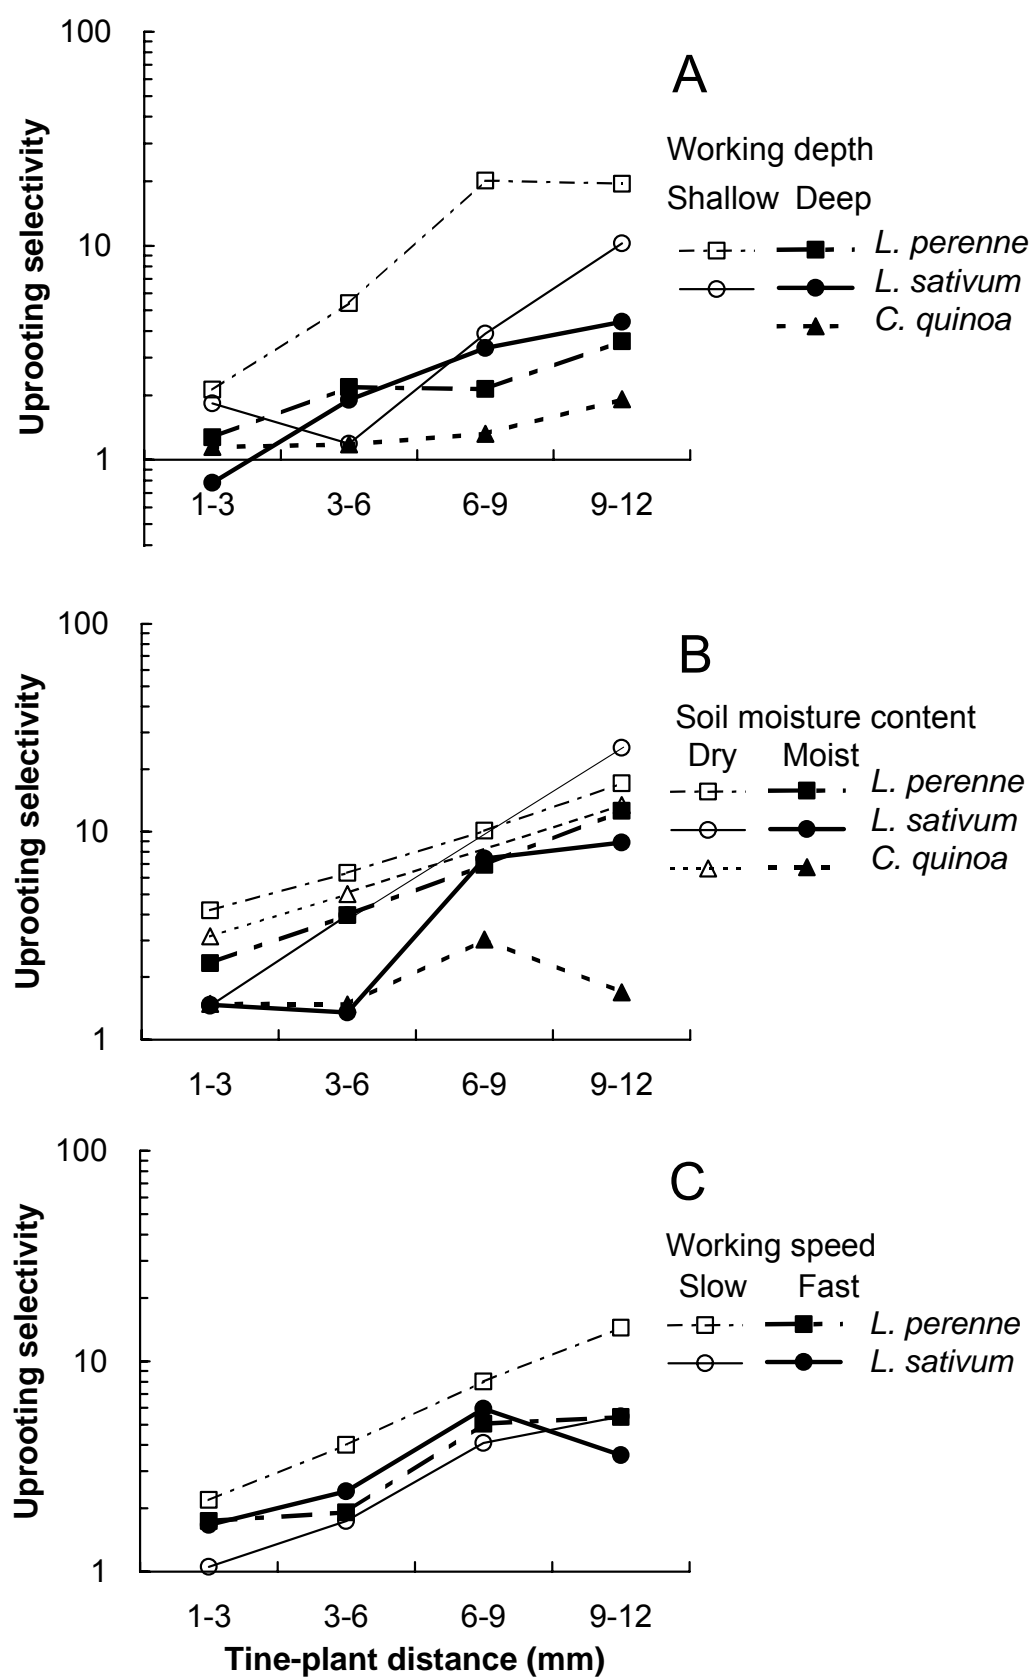 100
A
Working depth
Shallow Deep
10
L. perenne
L. sativum
C. quinoa
Uprooting selectivity
1
1-3 3-6 6-9 9-12
100
B
Soil moisture content
Dry Moist
L. perenne
10
L. sativum
C. quinoa
Uprooting selectivity
1
1-3 3-6 6-9 9-12
100
C
Working speed
Slow Fast
L. perenne
10
L. sativum
Uprooting selectivity
1
1-3 3-6 6-9 9-12
Tine-plant distance (mm)